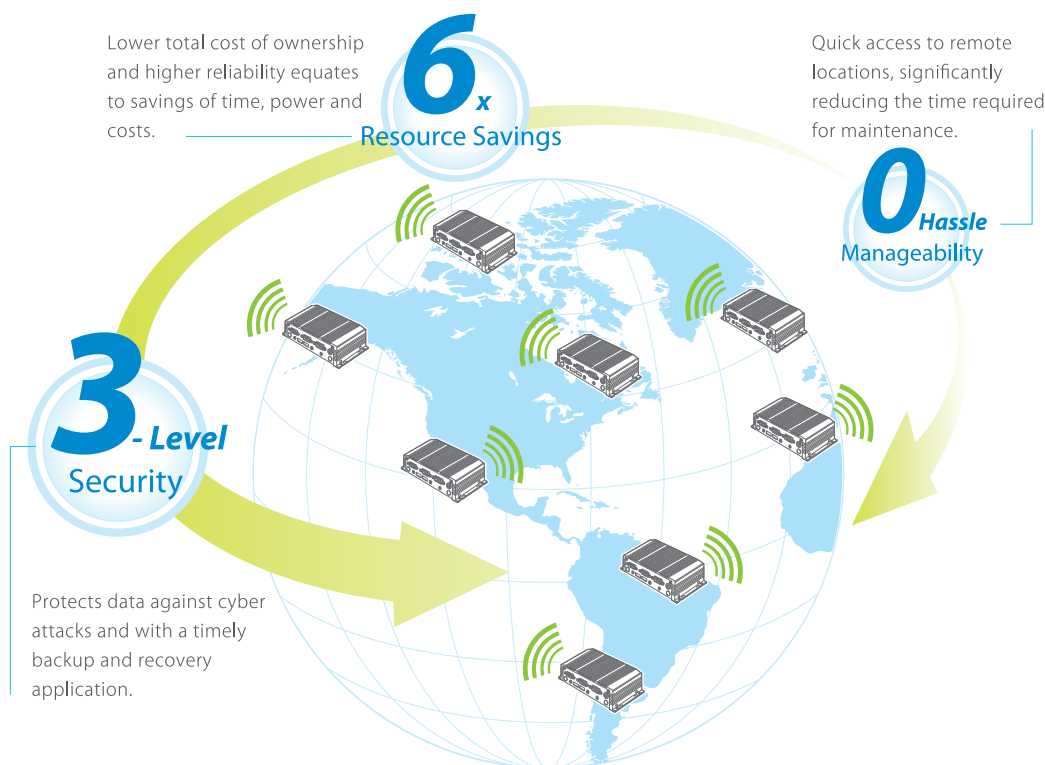 Lower total cost of ownership
and higher reliability equates
to savings of time, power and
costs.
6x
Resource Savings
Quick access to remote
locations, significantly
reducing the time required
for maintenance.
0 Hassle
Manageability
3 - Level
Security
Protects data against cyber
attacks and with a timely
backup and recovery
application.